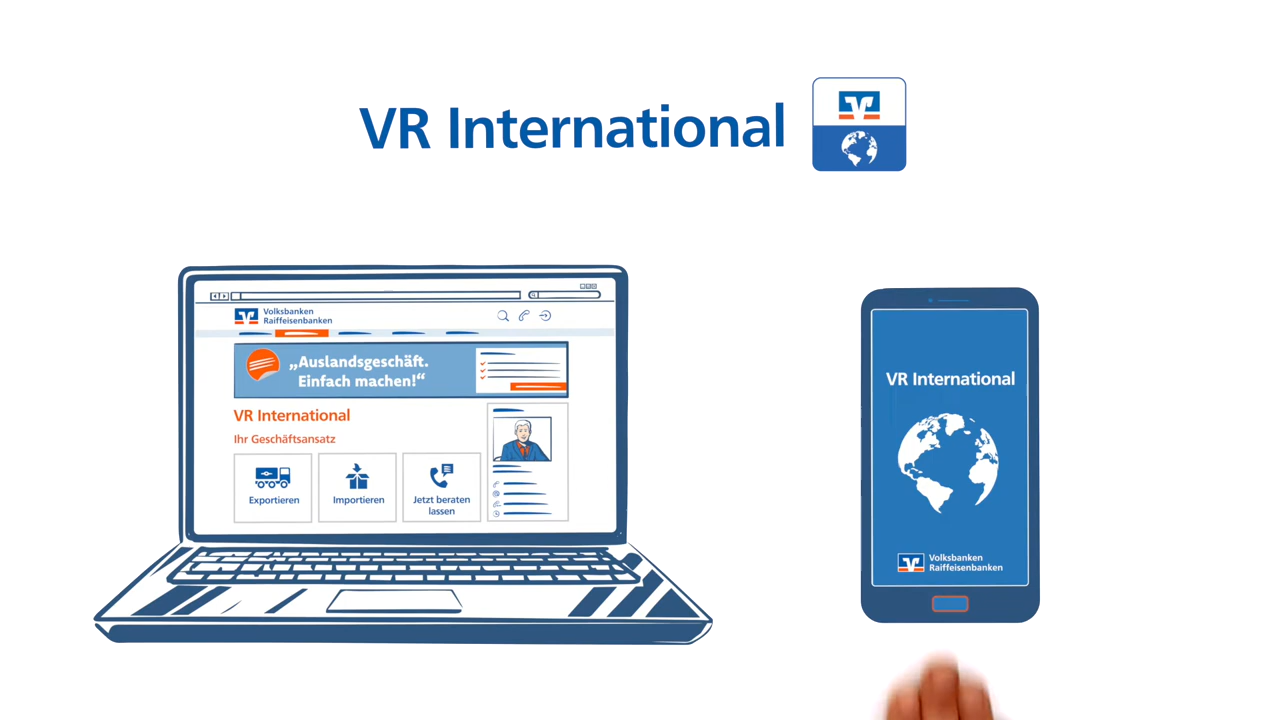 VR International
Volksbanken
Raiffeisenbanken
„Auslandsgeschäft.
Einfach machen!“
VR International
Ihr Geschäftsansatz
Exportieren
Importieren
Jetzt beraten
lassen
VR International
Volksbanken
Raiffeisenbanken